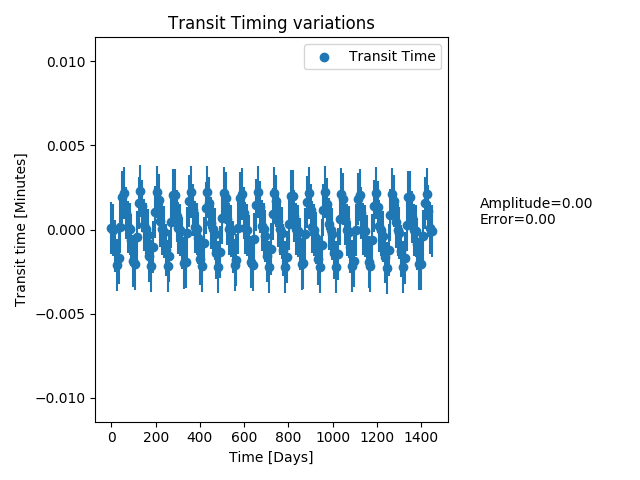 Transit Timing variations
Transit Time
Transit time [Minutes]
0.010
0.005
0.000
−0.005
−0.010
Amplitude=0.00
Error=0.00
0 200 400 600 800 1000 1200 1400
Time [Days]